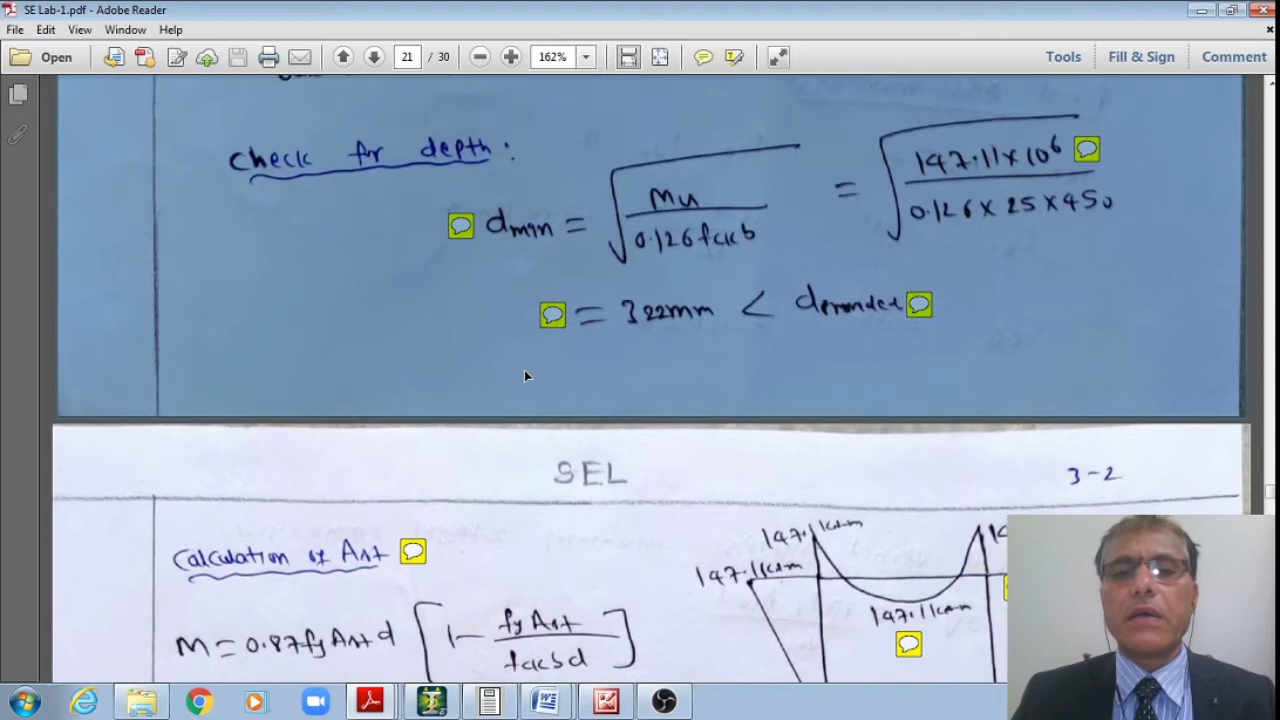 SE Lab-1.pdf - Adobe Reader
File Edit View Window Help
Open 21 / 30 162% Tools Fill & Sign Comment
Check for depth :
dmin = √ Mu / 0.126 fck b = √ 147.11 x 10^6 / 0.126 x 25 x 450
= 322mm <
SEL 3-2
Calculation of Ast
147.11kNm
147.11kNm
147.11kNm
M = 0.87 fy Ast d [ 1 - fy Ast / fck b d ]